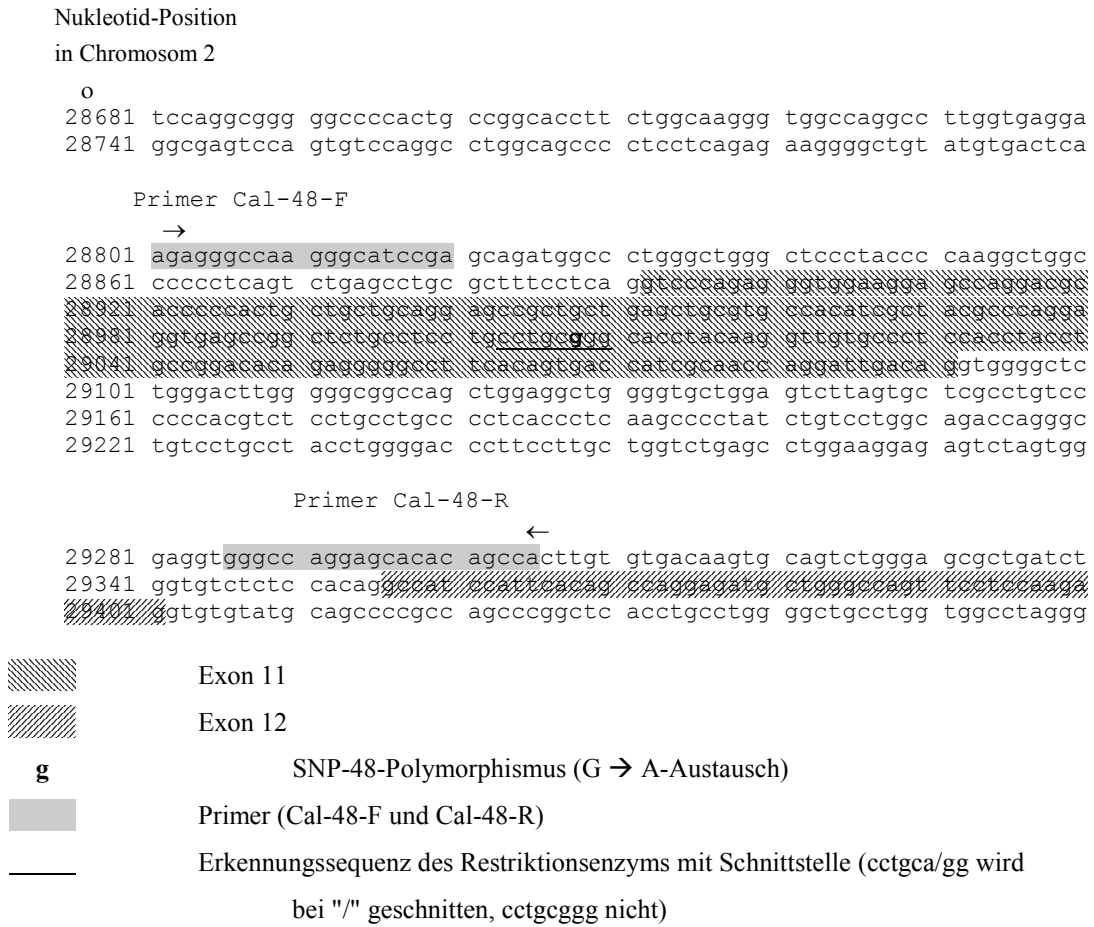 Nukleotid-Position
in Chromosom 2
o
28681 tccaggcggg ggccccactg ccggcacctt ctggcaaggg tggccaggcc ttggtgagga
28741 ggcgagtcca gtgtccaggc ctggcagccc ctcctcagag aaggggctgt atgtgactca
Primer Cal-48-F
→
28801 agagggccaa gggcatccga gcagatggcc ctgggctggg ctccctaccc caaggctggc
28861 ccccctcagt ctgagcctgc gctttcctca ggtcccagag ggtggaagga gccaggacgc
28921 acccccactg ctgctgcagg agccgctgct gagctgcgtg ccacatcgct acgcccagga
28981 ggtgagccgg ctctgcctcc tgcctgcggg cacctacaag gttgtgccct ccacctacct
29041 gccggacaca gagggggcct tcacagtgac catcgcaacc aggattgaca ggtggggctc
29101 tgggacttgg gggcggccag ctggaggctg gggtgctgga gtcttagtgc tcgcctgtcc
29161 ccccacgtct cctgcctgcc ccctcaccctc aagcccctat ctgtcctggc agaccagggc
29221 tgtcctgcct acctggggac cccttccttgc tggtctgagc ctggaaggag agtctagtgg
Primer Cal-48-R
←
29281 gaggtgggcc aggagcacac agccacttgt gtgacaagtg cagtctggga gcgctgatct
29341 ggtgtctctc cacaggccat ccattcacag ccaggagatg ctgggccagt tcctccaaga
29401 ggtgtgtatg cagccccgcc agcccggctc acctgcctgg ggctgcctgg tggcctaggg
Exon 11
Exon 12
g SNP-48-Polymorphismus (G → A-Austausch)
Primer (Cal-48-F und Cal-48-R)
Erkennungssequenz des Restriktionsenzyms mit Schnittstelle (cctgca/gg wird
bei "/" geschnitten, cctgcggg nicht)